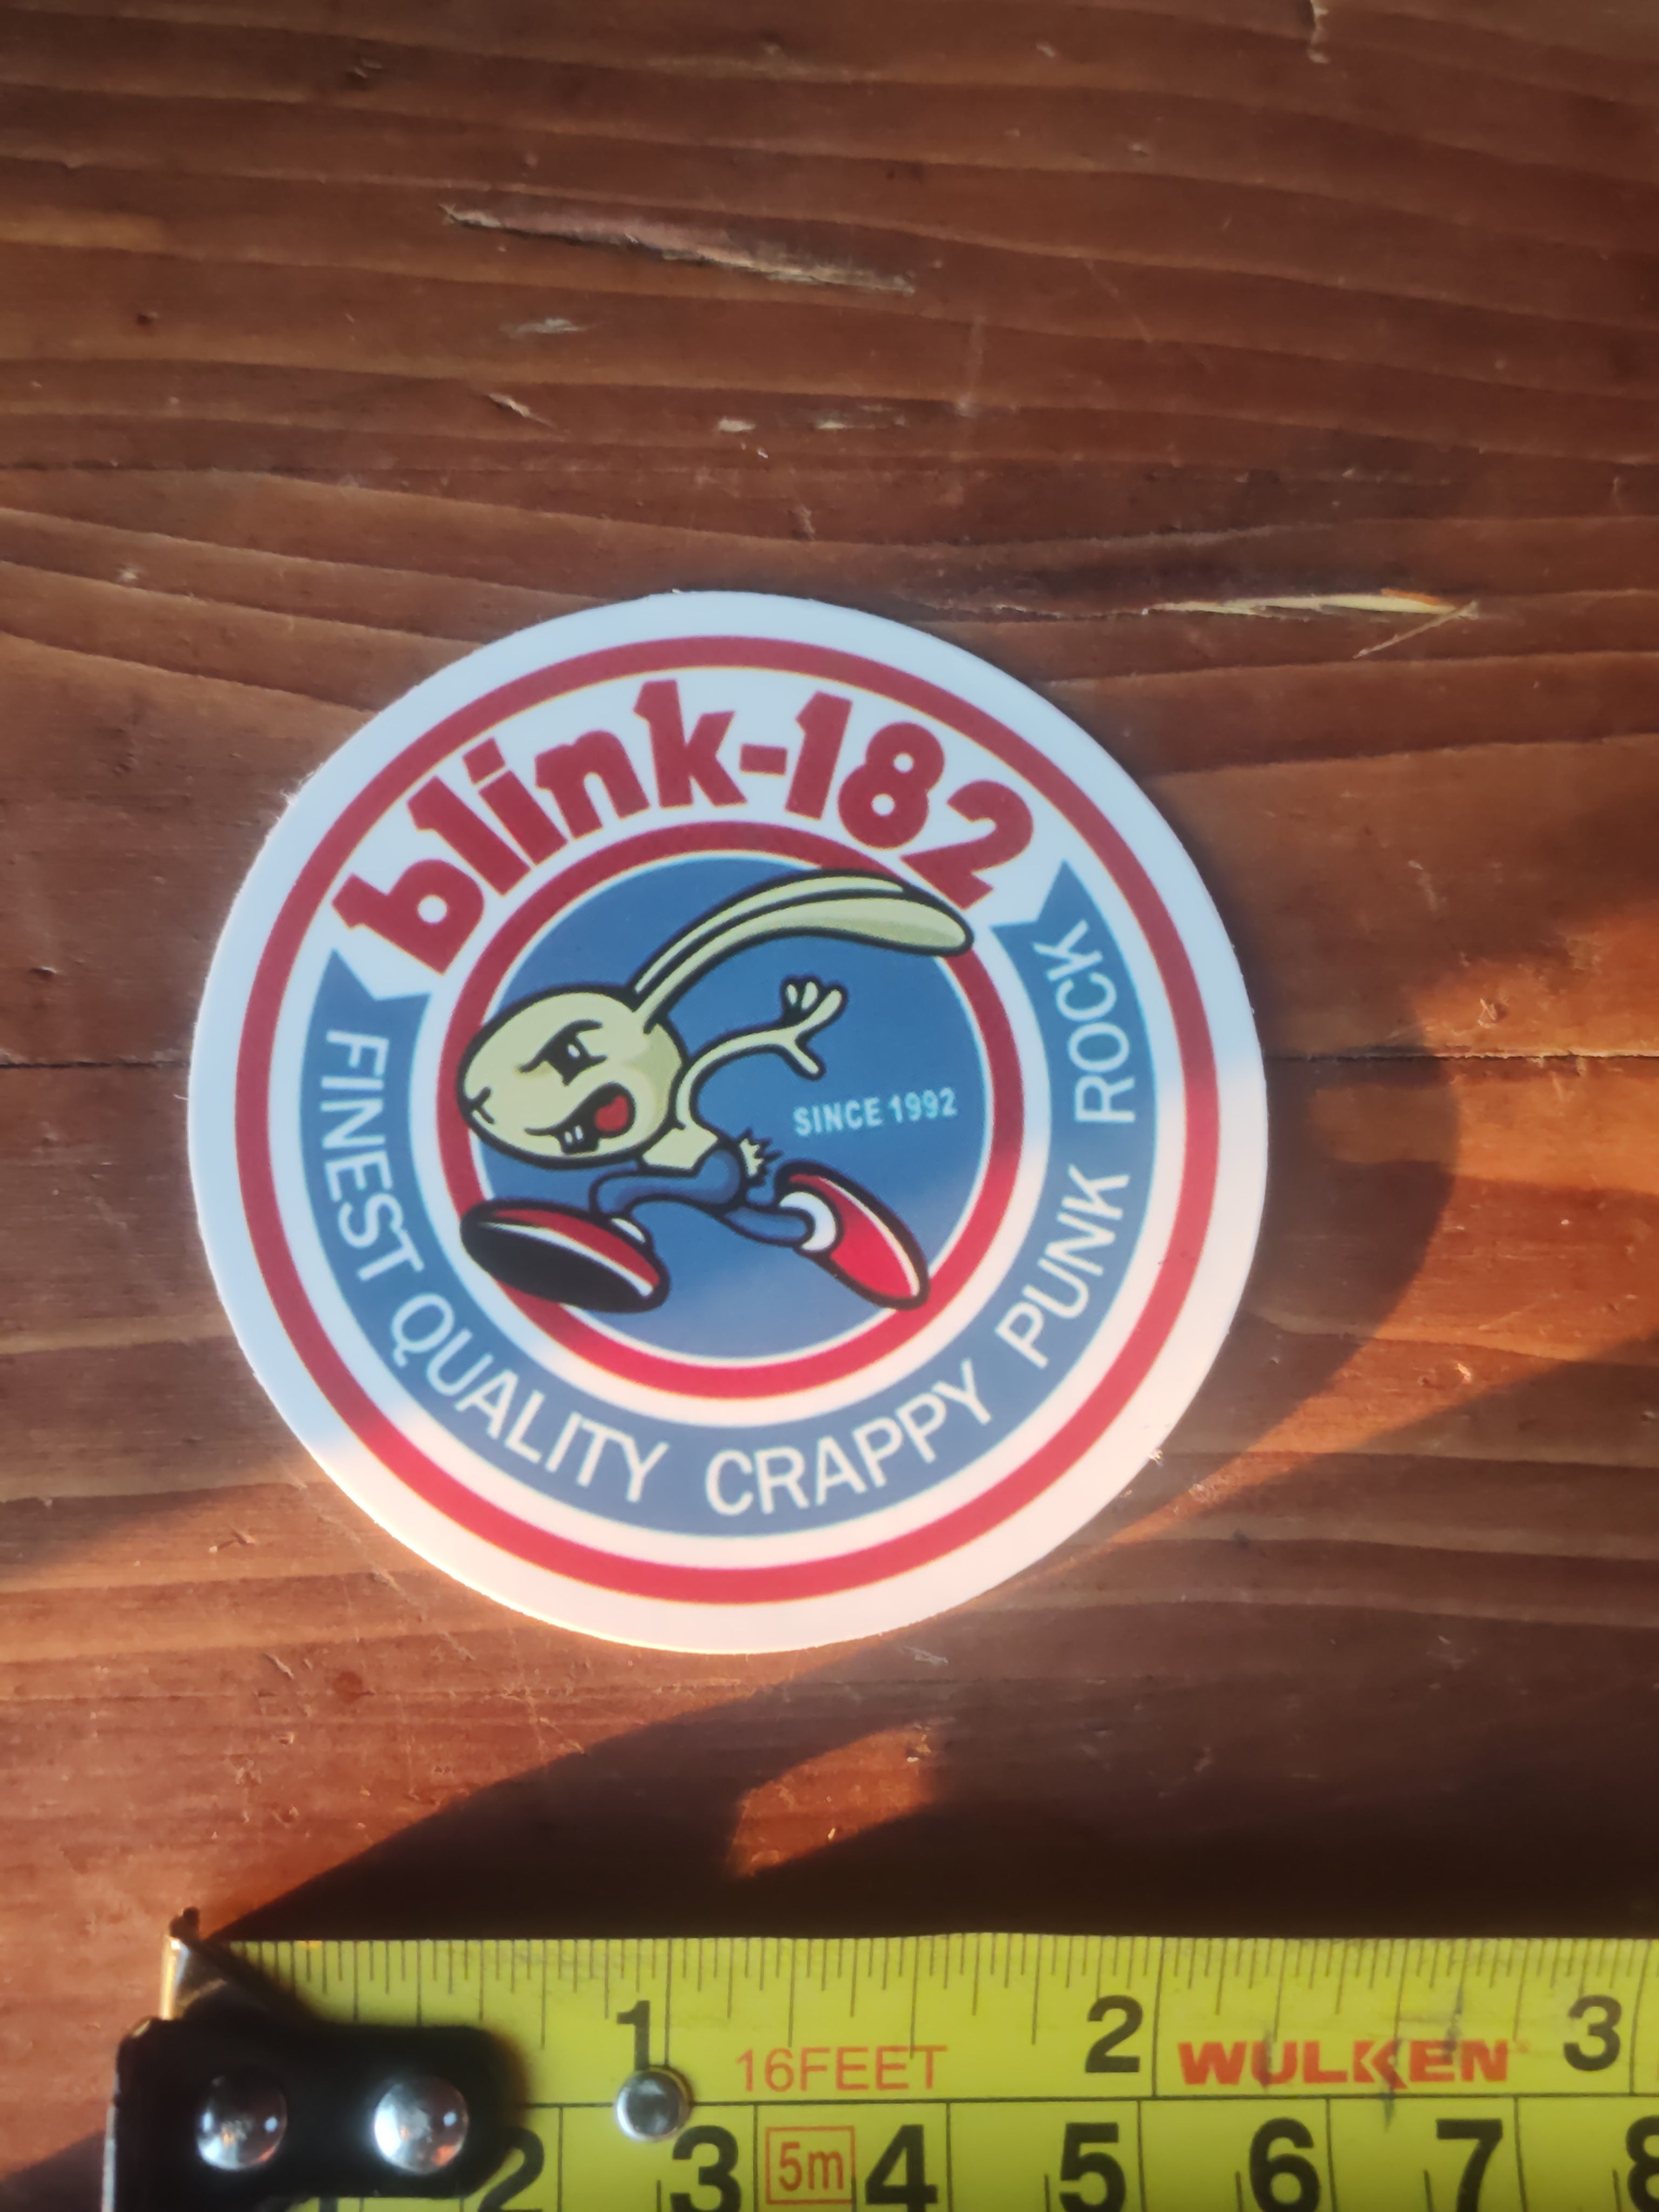 blink-182
SINCE 1992
FINEST QUALITY CRAPPY PUNK ROCK
1 2 3
16FEET WULKEN
2 3 5m 4 5 6 7 8